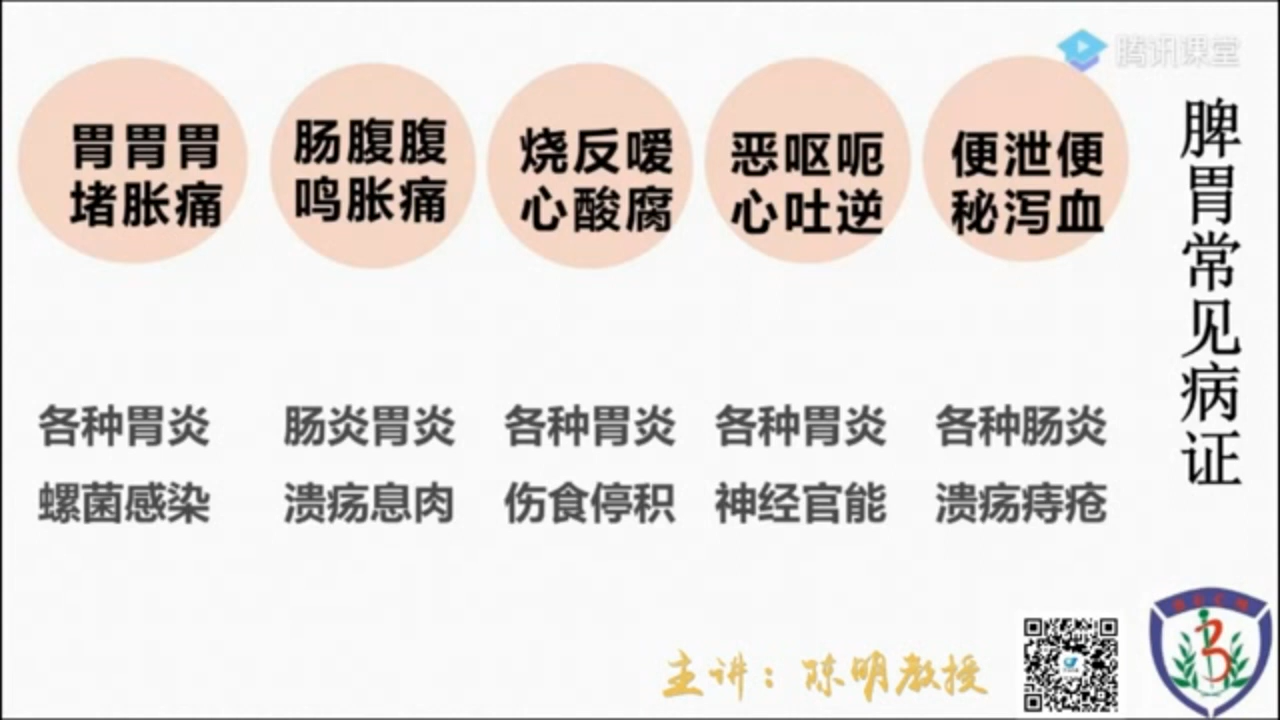 腾讯课堂
脾胃常见病证
胃胃胃
堵胀痛
肠腹腹
鸣胀痛
烧反嗳
心酸腐
恶呕呃
心吐逆
便泄便
秘泻血
各种胃炎
螺菌感染
肠炎胃炎
溃疡息肉
各种胃炎
伤食停积
各种胃炎
神经官能
各种肠炎
溃疡痔疮
主讲：陈明教授